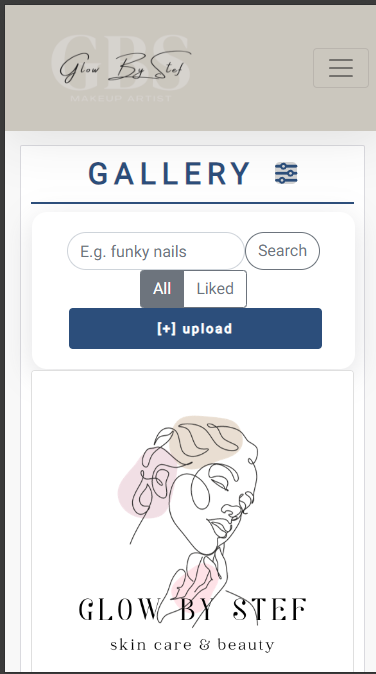 GBS
Glow By Stef
MAKEUP ARTIST
GALLERY
E.g. funky nails
Search
All
Liked
[+] upload
GLOW BY STEF
skin care & beauty